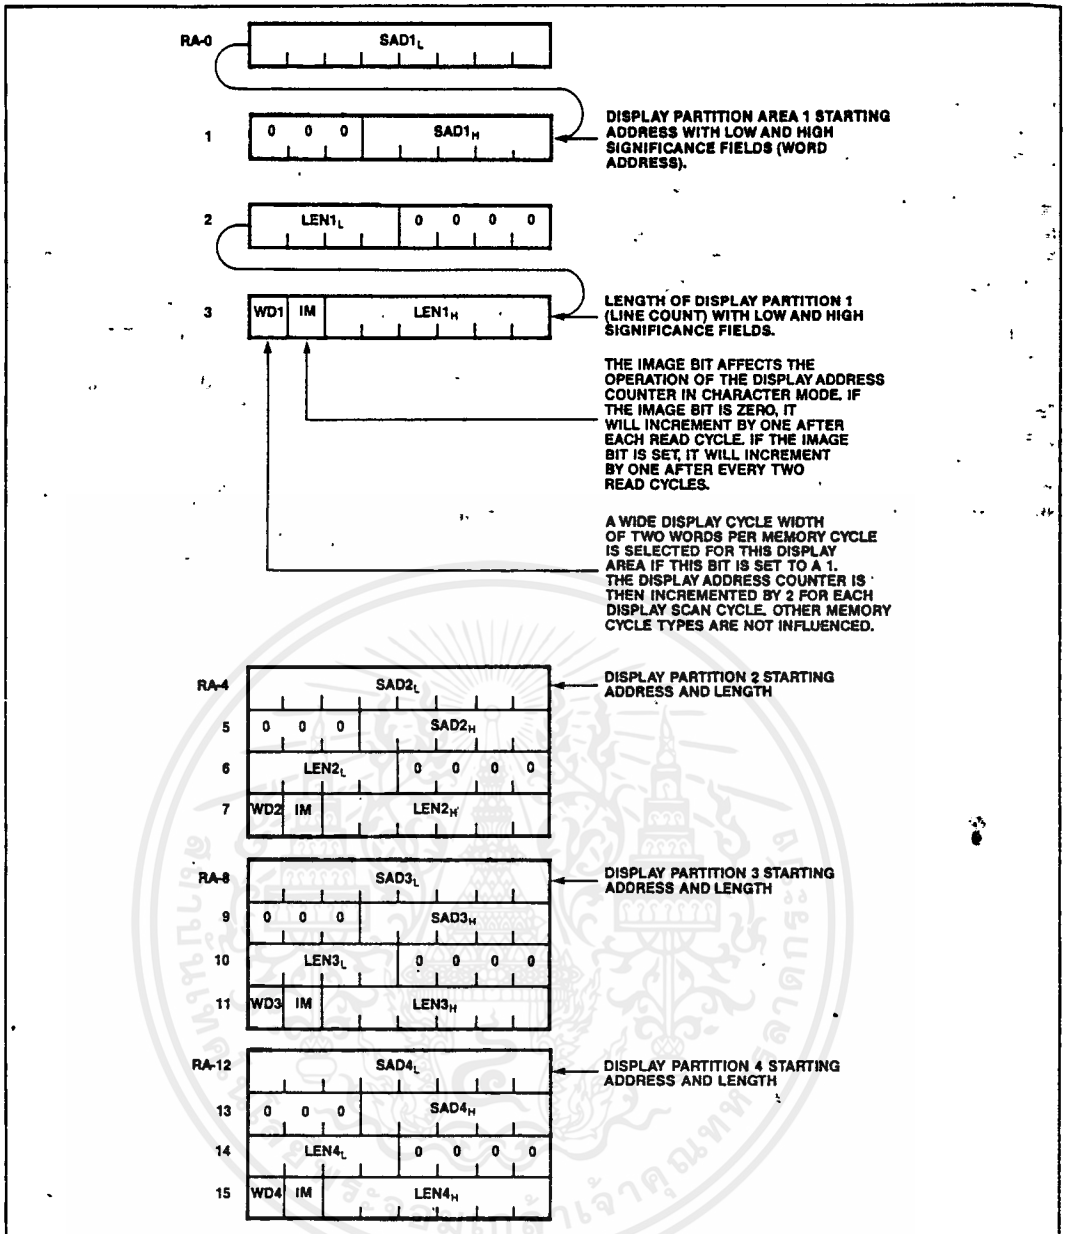 RA-0 SAD1L
1 0 0 0 SAD1H
DISPLAY PARTITION AREA 1 STARTING
ADDRESS WITH LOW AND HIGH
SIGNIFICANCE FIELDS (WORD
ADDRESS).
2 LEN1L 0 0 0 0
3 WD1 IM LEN1H
LENGTH OF DISPLAY PARTITION 1
(LINE COUNT) WITH LOW AND HIGH
SIGNIFICANCE FIELDS.
THE IMAGE BIT AFFECTS THE
OPERATION OF THE DISPLAY ADDRESS
COUNTER IN CHARACTER MODE. IF
THE IMAGE BIT IS ZERO, IT
WILL INCREMENT BY ONE AFTER
EACH READ CYCLE. IF THE IMAGE
BIT IS SET, IT WILL INCREMENT
BY ONE AFTER EVERY TWO
READ CYCLES.
A WIDE DISPLAY CYCLE WIDTH
OF TWO WORDS PER MEMORY CYCLE
IS SELECTED FOR THIS DISPLAY
AREA IF THIS BIT IS SET TO A 1.
THE DISPLAY ADDRESS COUNTER IS
THEN INCREMENTED BY 2 FOR EACH
DISPLAY SCAN CYCLE. OTHER MEMORY
CYCLE TYPES ARE NOT INFLUENCED.
RA-4 SAD2L
DISPLAY PARTITION 2 STARTING
ADDRESS AND LENGTH
5 0 0 0 SAD2H
6 LEN2L 0 0 0 0
7 WD2 IM LEN2H
RA-8 SAD3L
DISPLAY PARTITION 3 STARTING
ADDRESS AND LENGTH
9 0 0 0 SAD3H
10 LEN3L 0 0 0 0
11 WD3 IM LEN3H
RA-12 SAD4L
DISPLAY PARTITION 4 STARTING
ADDRESS AND LENGTH
13 0 0 0 SAD4H
14 LEN4L 0 0 0 0
15 WD4 IM LEN4H